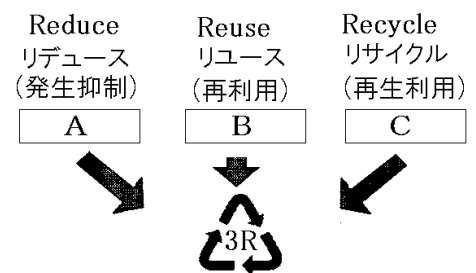 Reduce
リデュース
(発生抑制)
A
Reuse
リユース
(再利用)
B
Recycle
リサイクル
(再生利用)
C
3R